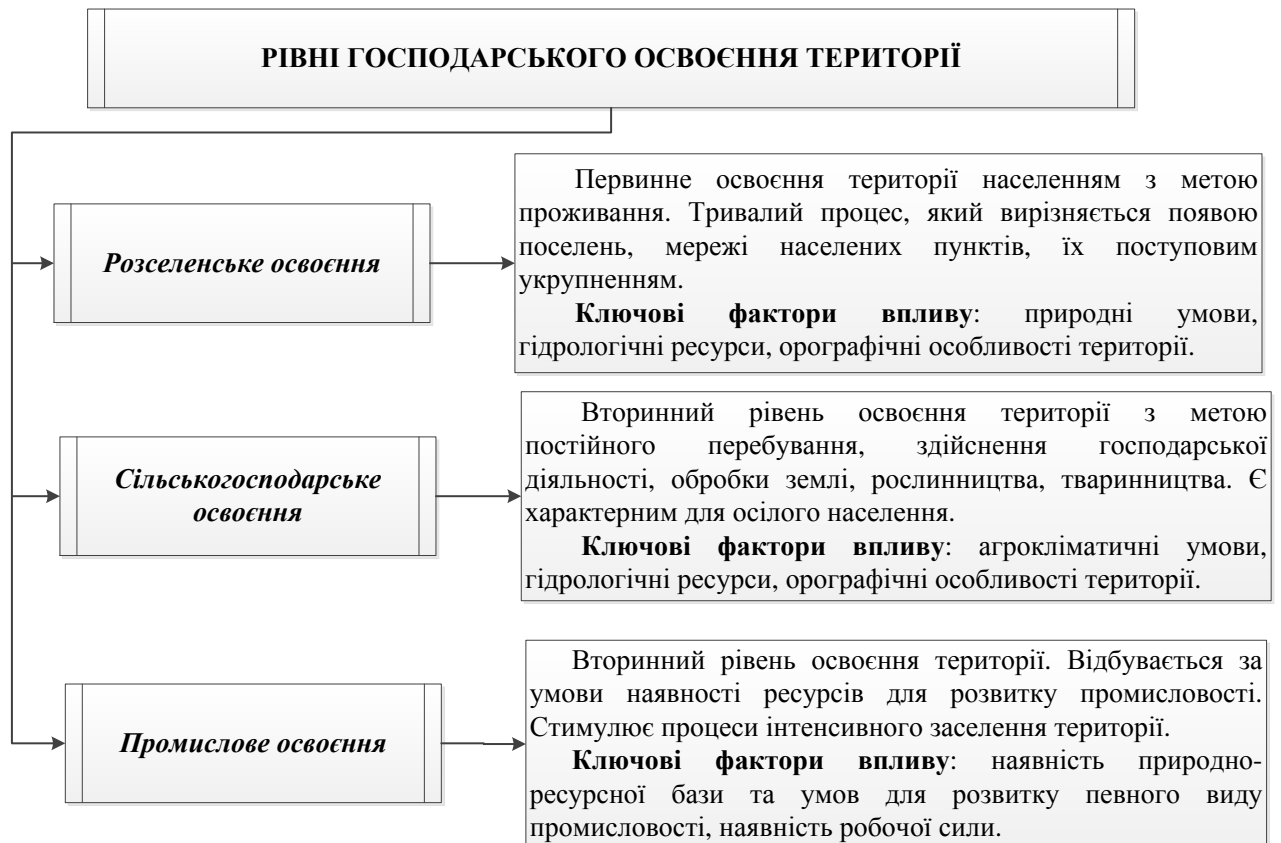 РІВНІ ГОСПОДАРСЬКОГО ОСВОЄННЯ ТЕРИТОРІЇ
Розселенське освоєння
Первинне освоєння території населенням з метою
проживання. Тривалий процес, який вирізняється появою
поселень, мережі населених пунктів, їх поступовим
укрупненням.
Ключові фактори впливу: природні умови,
гідрологічні ресурси, орографічні особливості території.
Сільськогосподарське
освоєння
Вторинний рівень освоєння території з метою
постійного перебування, здійснення господарської
діяльності, обробки землі, рослинництва, тваринництва. Є
характерним для осілого населення.
Ключові фактори впливу: агрокліматичні умови,
гідрологічні ресурси, орографічні особливості території.
Промислове освоєння
Вторинний рівень освоєння території. Відбувається за
умови наявності ресурсів для розвитку промисловості.
Стимулює процеси інтенсивного заселення території.
Ключові фактори впливу: наявність природно-
ресурсної бази та умов для розвитку певного виду
промисловості, наявність робочої сили.